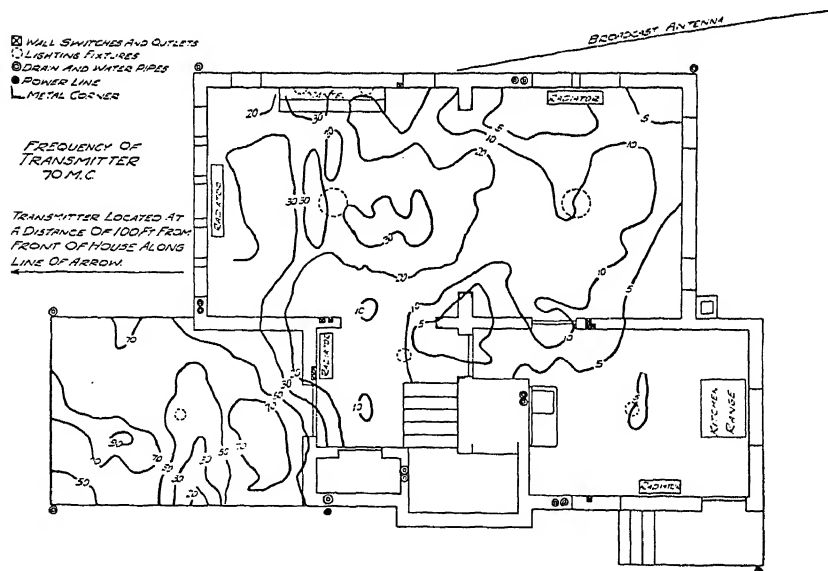 BROADCAST ANTENNA
WALL SWITCHES AND OUTLETS
LIGHTING FIXTURES
DRAIN AND WATER PIPES
POWER LINE
METAL CORNER
FREQUENCY OF
TRANSMITTER
70 M.C.
TRANSMITTER LOCATED AT
A DISTANCE OF 100 FT FROM
FRONT OF HOUSE ALONG
LINE OF ARROW.
RADIATOR
5
5
20
30
10
20
10
5
RADIATOR
30
30
30
20
10
5
10
10
5
10
5
70
RADIATOR
10
KITCHEN
RANGE
90
70
70
50
30
50
70
50
20
RADIATOR